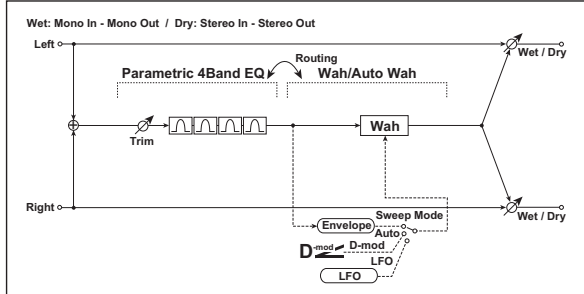 Wet: Mono In - Mono Out / Dry: Stereo In - Stereo Out
Left
Wet / Dry
Routing
Parametric 4Band EQ
Wah/Auto Wah
Trim
Wah
Right
Wet / Dry
Sweep Mode
Envelope
Auto
D-mod
D-mod
LFO
LFO